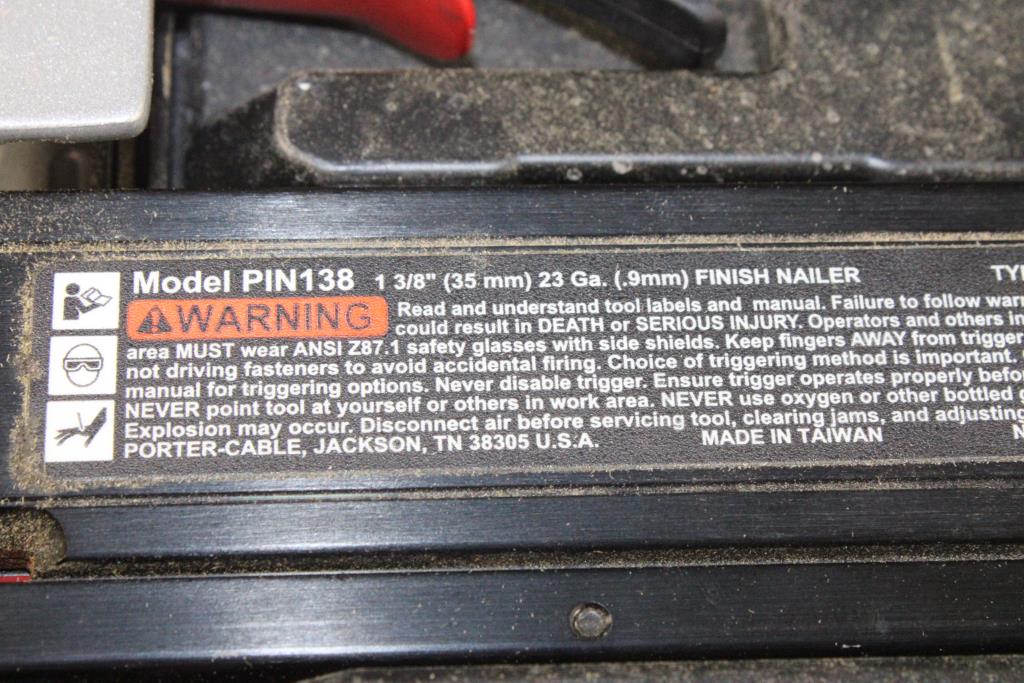 Model PIN138 1 3/8" (35 mm) 23 Ga. (.9mm) FINISH NAILER TY
WARNING Read and understand tool labels and manual. Failure to follow war
could result in DEATH or SERIOUS INJURY. Operators and others in
area MUST wear ANSI Z87.1 safety glasses with side shields. Keep fingers AWAY from trigger
not driving fasteners to avoid accidental firing. Choice of triggering method is important.
manual for triggering options. Never disable trigger. Ensure trigger operates properly befo
NEVER point tool at yourself or others in work area. NEVER use oxygen or other bottled g
Explosion may occur. Disconnect air before servicing tool, clearing jams, and adjusting
PORTER-CABLE, JACKSON, TN 38305 U.S.A. MADE IN TAIWAN N